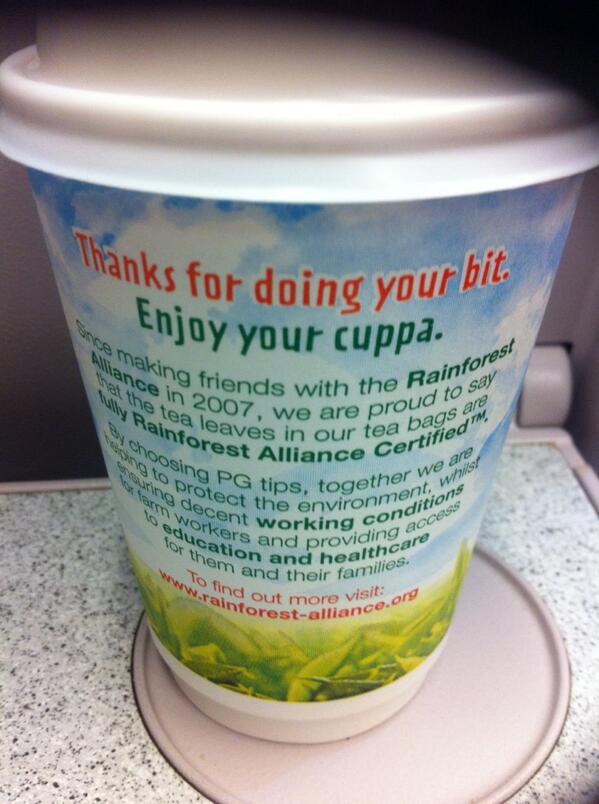 Thanks for doing your bit.
Enjoy your cuppa.
Since making friends with the Rainforest
Alliance in 2007, we are proud to say
that the tea leaves in our tea bags are
fully Rainforest Alliance Certified™.
By choosing PG tips, together we are
helping to protect the environment, whilst
ensuring decent working conditions
for farm workers and providing access
to education and healthcare
for them and their families.
To find out more visit:
www.rainforest-alliance.org